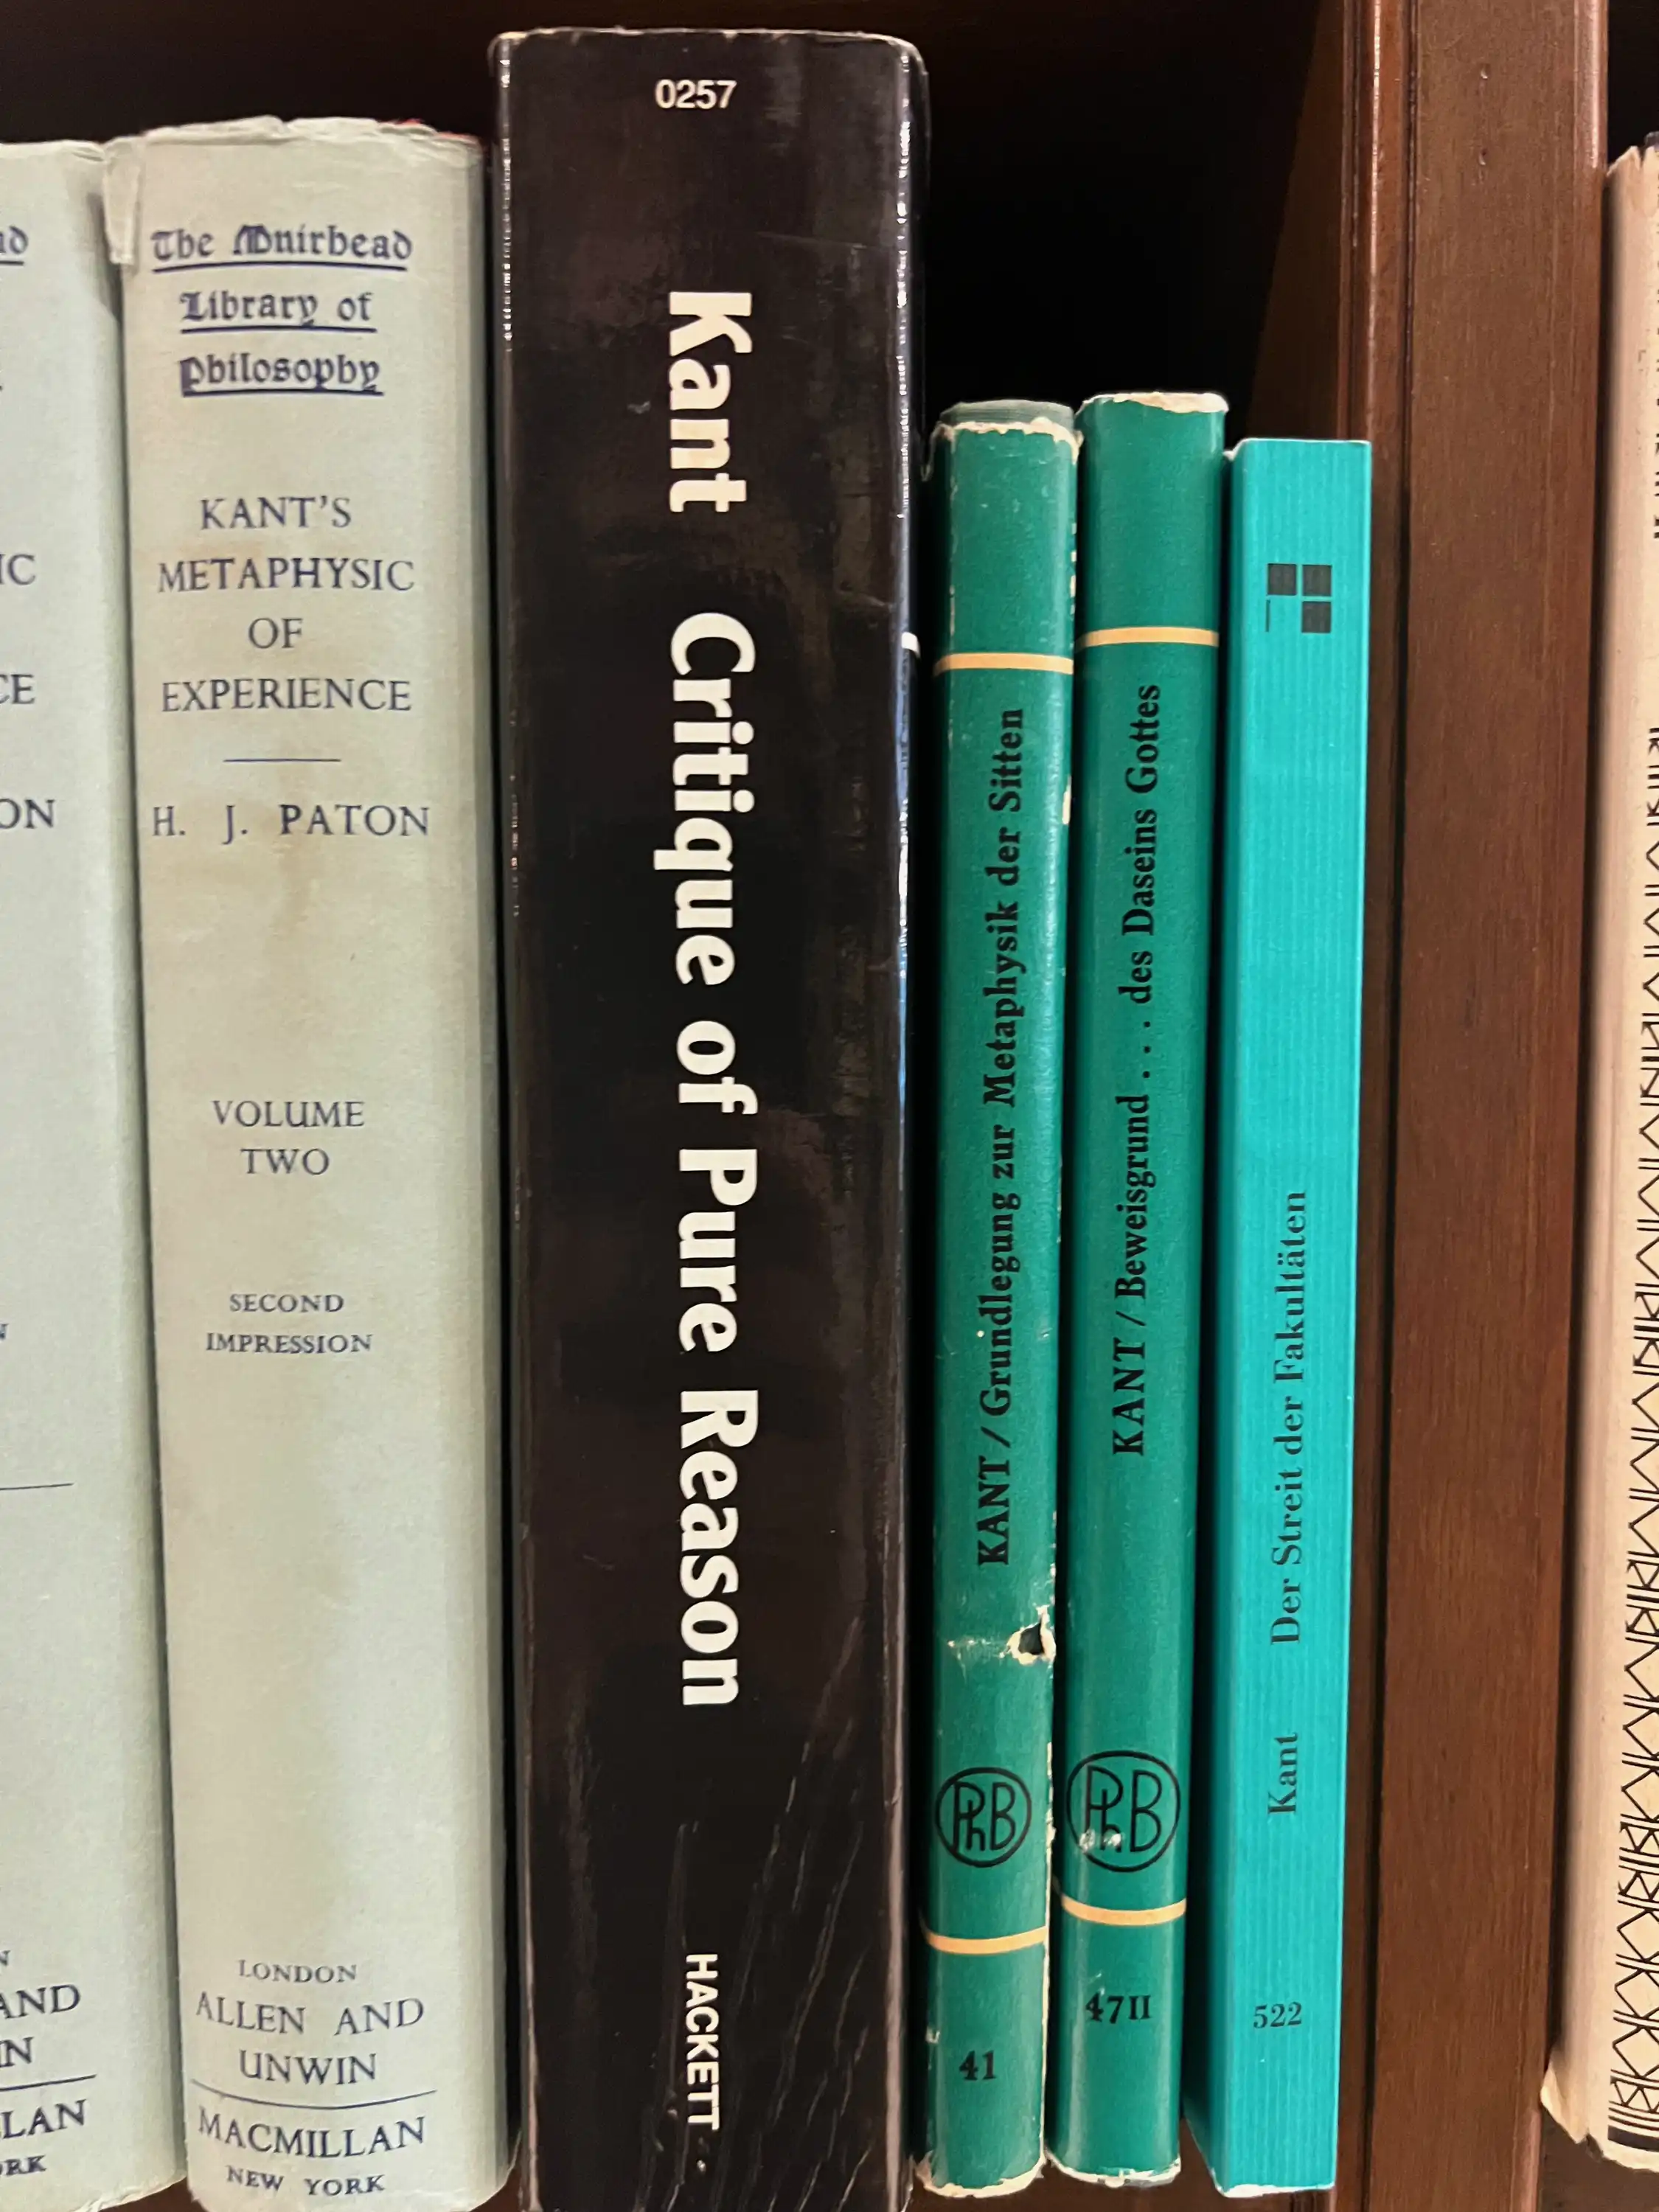 The Muirhead
Library of
Philosophy
KANT'S
METAPHYSIC
OF
EXPERIENCE
H. J. PATON
VOLUME
TWO
SECOND
IMPRESSION
LONDON
ALLEN AND
UNWIN
MACMILLAN
NEW YORK
0257
Kant Critique of Pure Reason
HACKETT
KANT / Grundlegung zur Metaphysik der Sitten
PhB
41
KANT / Beweisgrund . . . . des Daseins Gottes
PhB
47II
Kant Der Streit der Fakultäten
522